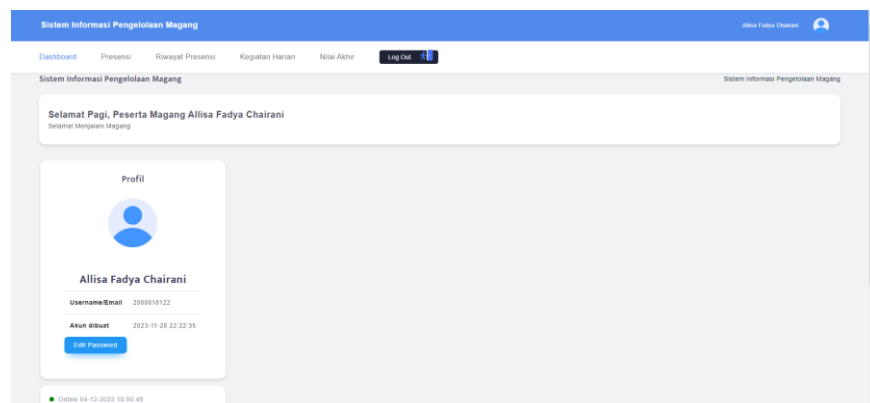 Sistem Informasi Pengelolaan Magang
Allisa Fadya Chairani
Dashboard Presensi Riwayat Presensi Kegiatan Harian Nilai Akhir Log Out
Sistem Informasi Pengelolaan Magang
Sistem Informasi Pengelolaan Magang
Selamat Pagi, Peserta Magang Allisa Fadya Chairani
Selamat Menjalani Magang
Profil
Allisa Fadya Chairani
Username/Email 2000018122
Akun dibuat 2023-11-20 22:22:35
Edit Password
Online 04-12-2023 10:50:49